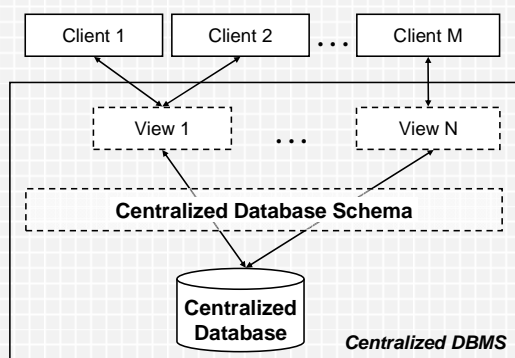 Client 1
Client 2
...
Client M
View 1
...
View N
Centralized Database Schema
Centralized
Database
Centralized DBMS